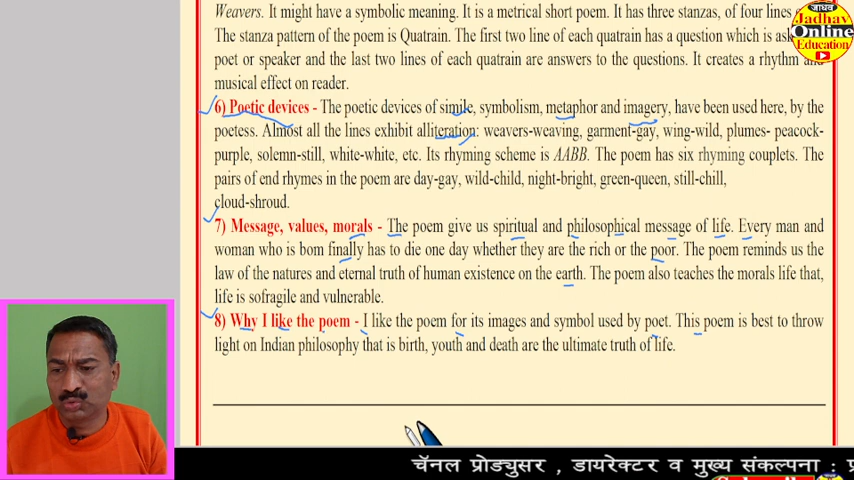 Weavers. It might have a symbolic meaning. It is a metrical short poem. It has three stanzas, of four lines
The stanza pattern of the poem is Quatrain. The first two line of each quatrain has a question which is
poet or speaker and the last two lines of each quatrain are answers to the questions. It creates a rhythm and
musical effect on reader.
6) Poetic devices - The poetic devices of simile, symbolism, metaphor and imagery, have been used here, by the
poetess. Almost all the lines exhibit alliteration: weavers-weaving, garment-gay, wing-wild, plumes- peacock-
purple, solemn-still, white-white, etc. Its rhyming scheme is AABB. The poem has six rhyming couplets. The
pairs of end rhymes in the poem are day-gay, wild-child, night-bright, green-queen, still-chill,
cloud-shroud.
7) Message, values, morals - The poem give us spiritual and philosophical message of life. Every man and
woman who is bom finally has to die one day whether they are the rich or the poor. The poem reminds us the
law of the natures and eternal truth of human existence on the earth. The poem also teaches the morals life that,
life is sofragile and vulnerable.
8) Why I like the poem - I like the poem for its images and symbol used by poet. This poem is best to throw
light on Indian philosophy that is birth, youth and death are the ultimate truth of life.
जाधव
Jadhav
Online
Education
चॅनल प्रोड्युसर , डायरेक्टर व मुख्य संकल्पना :